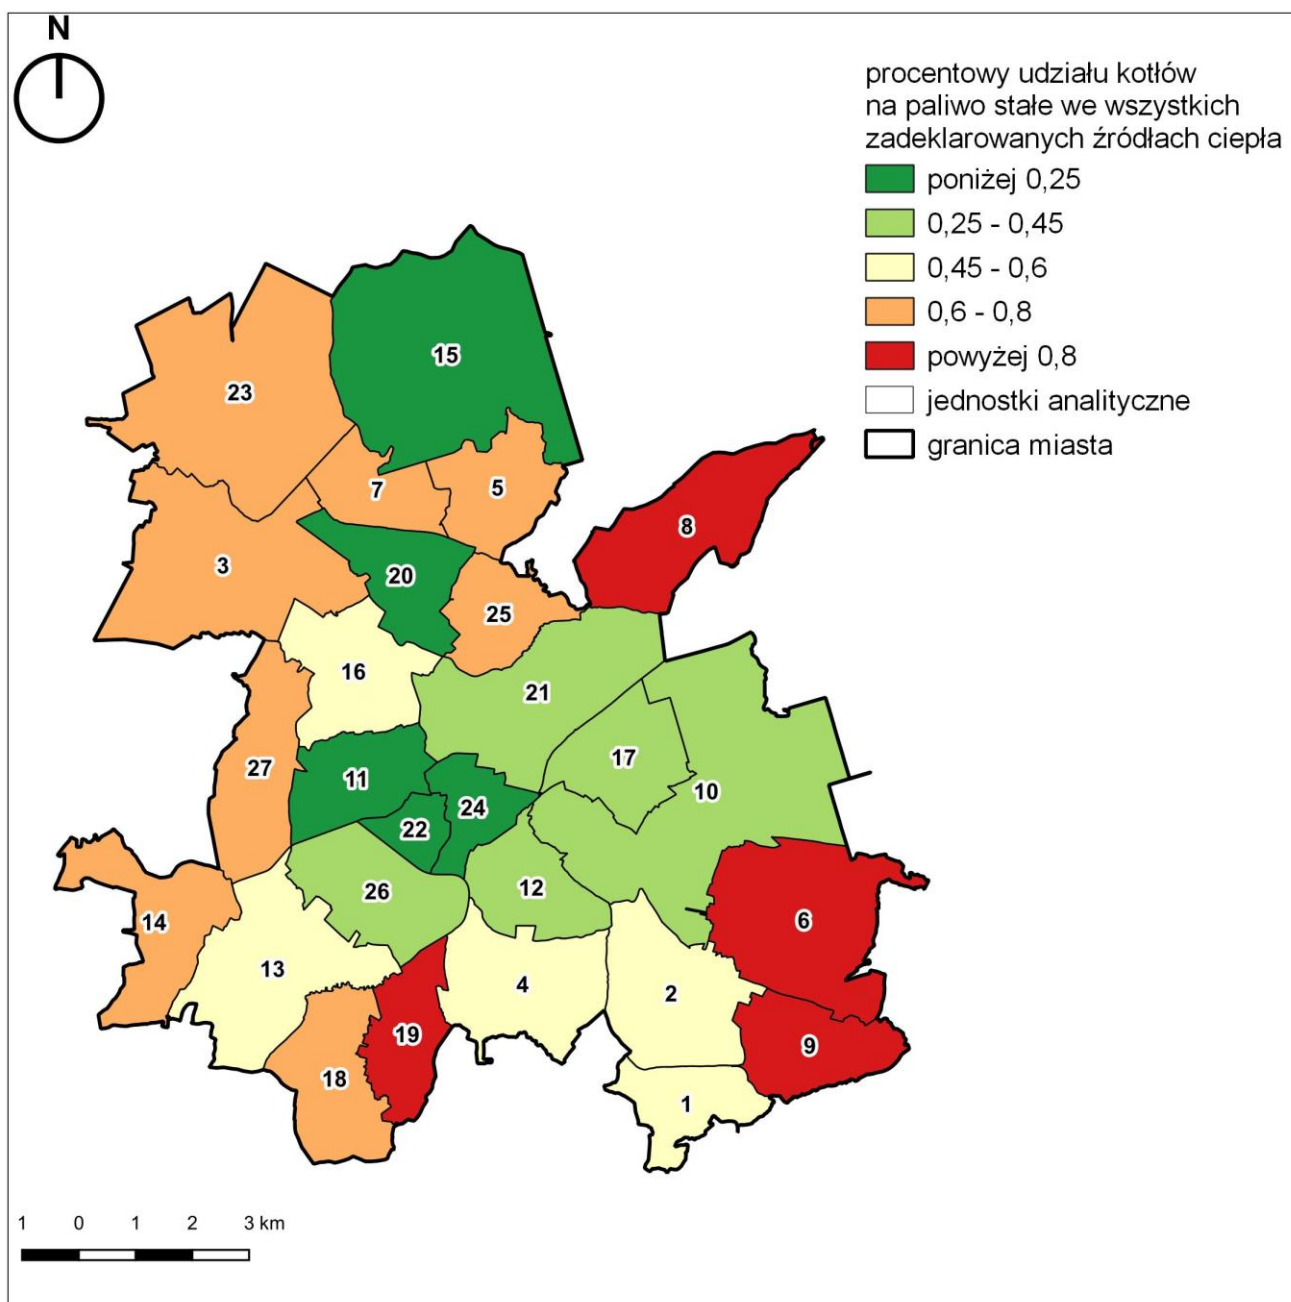 N
procentowy udziału kotłów
na paliwo stałe we wszystkich
zadeklarowanych źródłach ciepła
poniżej 0,25
0,25 - 0,45
0,45 - 0,6
0,6 - 0,8
powyżej 0,8
jednostki analityczne
granica miasta
15
23
7
5
8
3
20
25
16
21
27
11
17
10
24
22
26
12
14
6
13
4
2
19
9
18
1
1 0 1 2 3 km